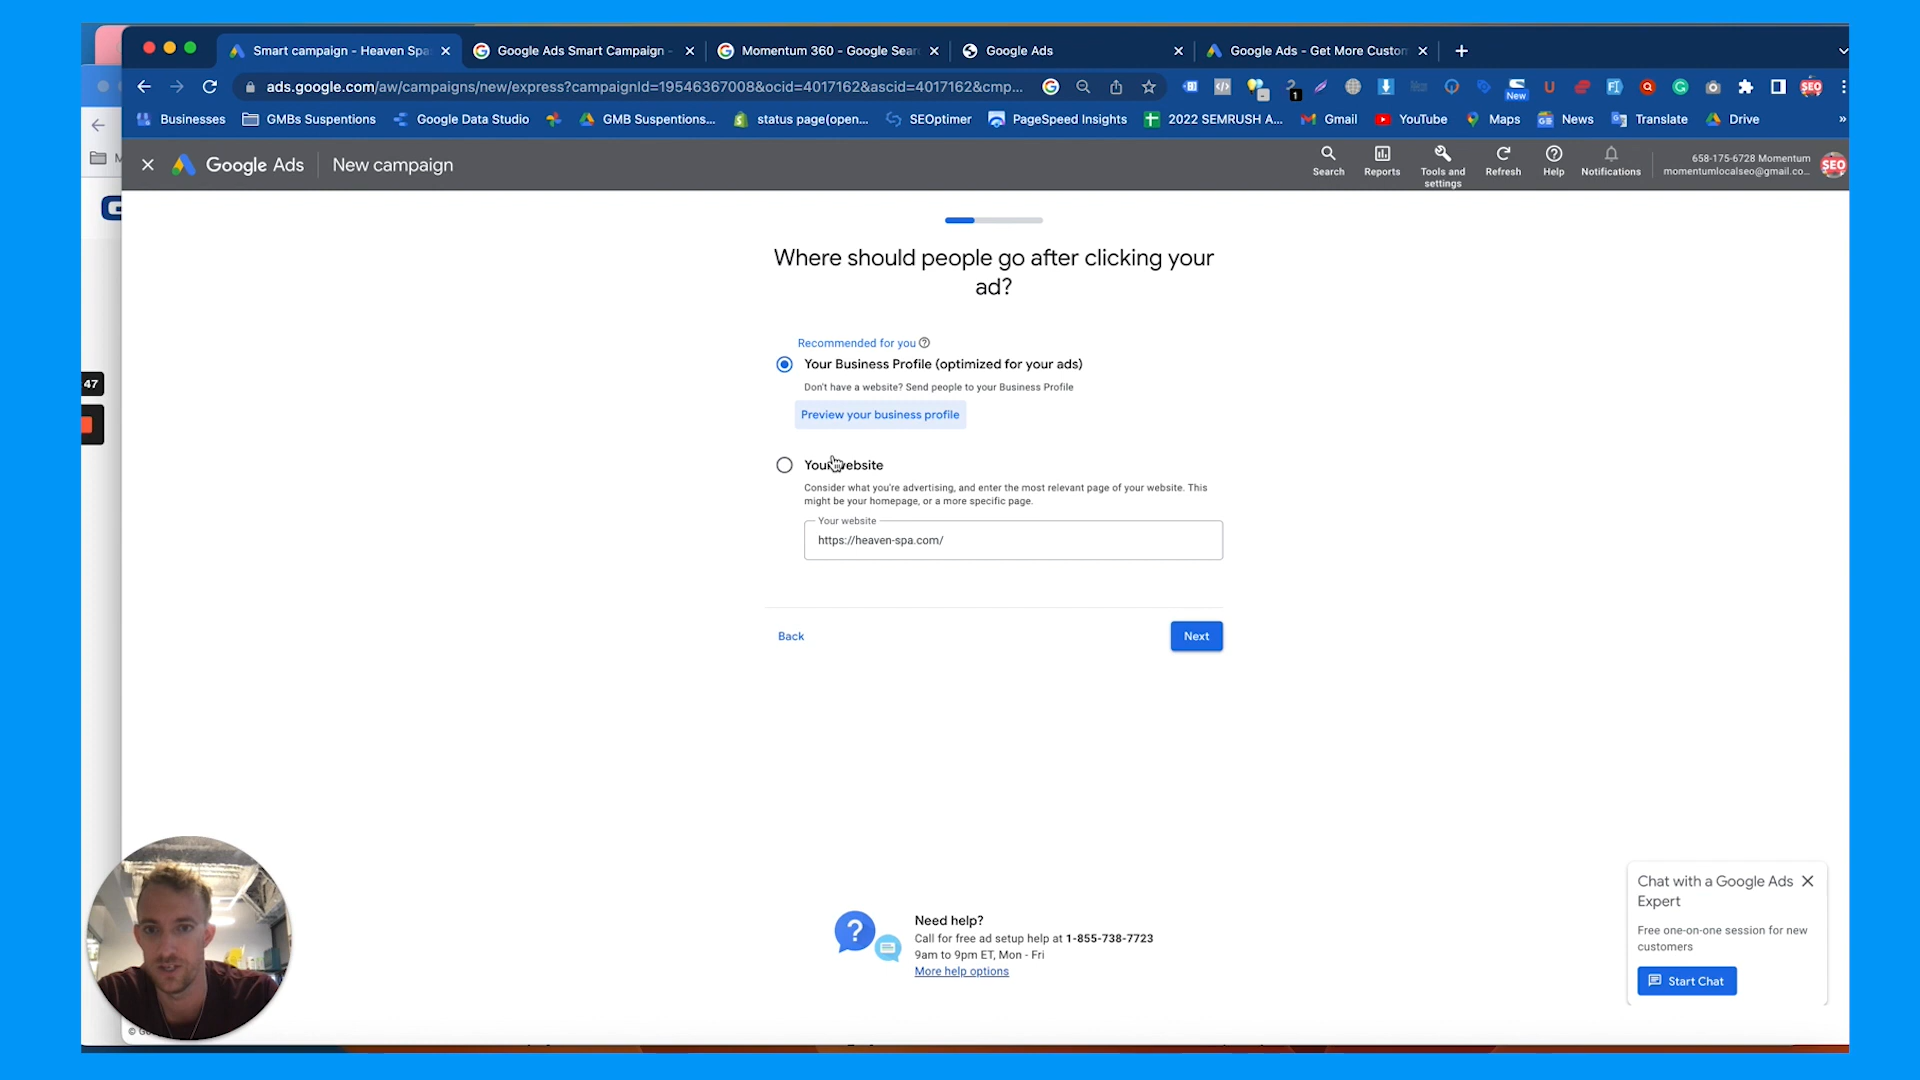 Smart campaign - Heaven Spa
Google Ads Smart Campaign -
Momentum 360 - Google Sear
Google Ads
Google Ads - Get More Custom
ads.google.com/aw/campaigns/new/express?campaignId=19546367008&ocid=4017162&ascid=4017162&cmp...
New
1
SEO
Businesses
GMBs Suspentions
Google Data Studio
GMB Suspentions...
status page(open...
SEOptimer
PageSpeed Insights
2022 SEMRUSH A...
Gmail
YouTube
Maps
News
Translate
Drive
»
Google Ads
New campaign
Search
Reports
Tools and settings
Refresh
Help
Notifications
658-175-6728 Momentum
momentumlocalseo@gmail.co...
SEO
Where should people go after clicking your
ad?
Recommended for you
Your Business Profile (optimized for your ads)
Don't have a website? Send people to your Business Profile
Preview your business profile
47
Your website
Consider what you're advertising, and enter the most relevant page of your website. This
might be your homepage, or a more specific page.
Your website
https://heaven-spa.com/
Back
Next
Need help?
Call for free ad setup help at 1-855-738-7723
9am to 9pm ET, Mon - Fri
More help options
Chat with a Google Ads
Expert
Free one-on-one session for new
customers
Start Chat